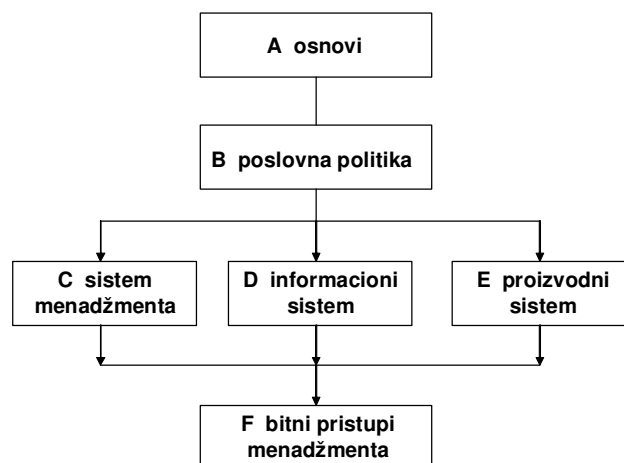 A osnovi
B poslovna politika
C sistem
menadžmenta
D informacioni
sistem
E proizvodni
sistem
F bitni pristupi
menadžmenta